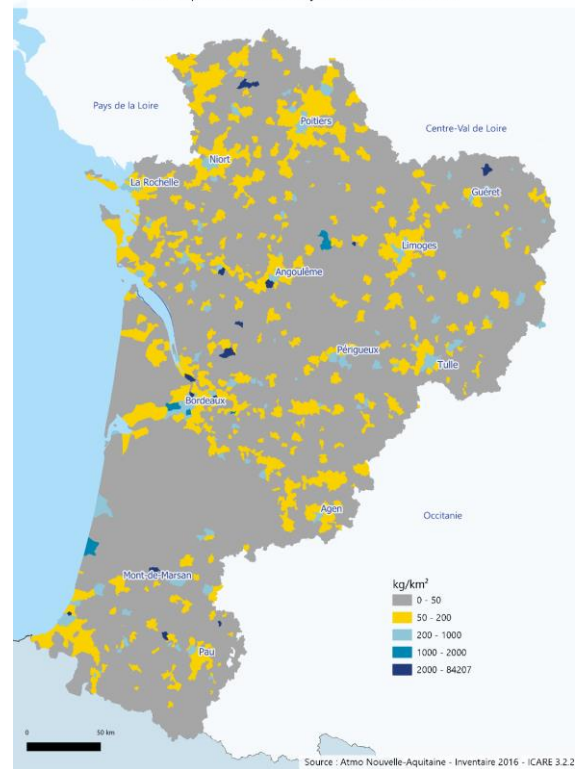 Pays de la Loire
Centre-Val de Loire
Poitiers
Niort
La Rochelle
Guéret
Limoges
Angoulême
Périgueux
Tulle
Bordeaux
Agen
Occitanie
Mont-de-Marsan
Pau
kg/km²
0 - 50
50 - 200
200 - 1000
1000 - 2000
2000 - 84207
0 50 km
Source : Atmo Nouvelle-Aquitaine - Inventaire 2016 - ICARE 3.2.2